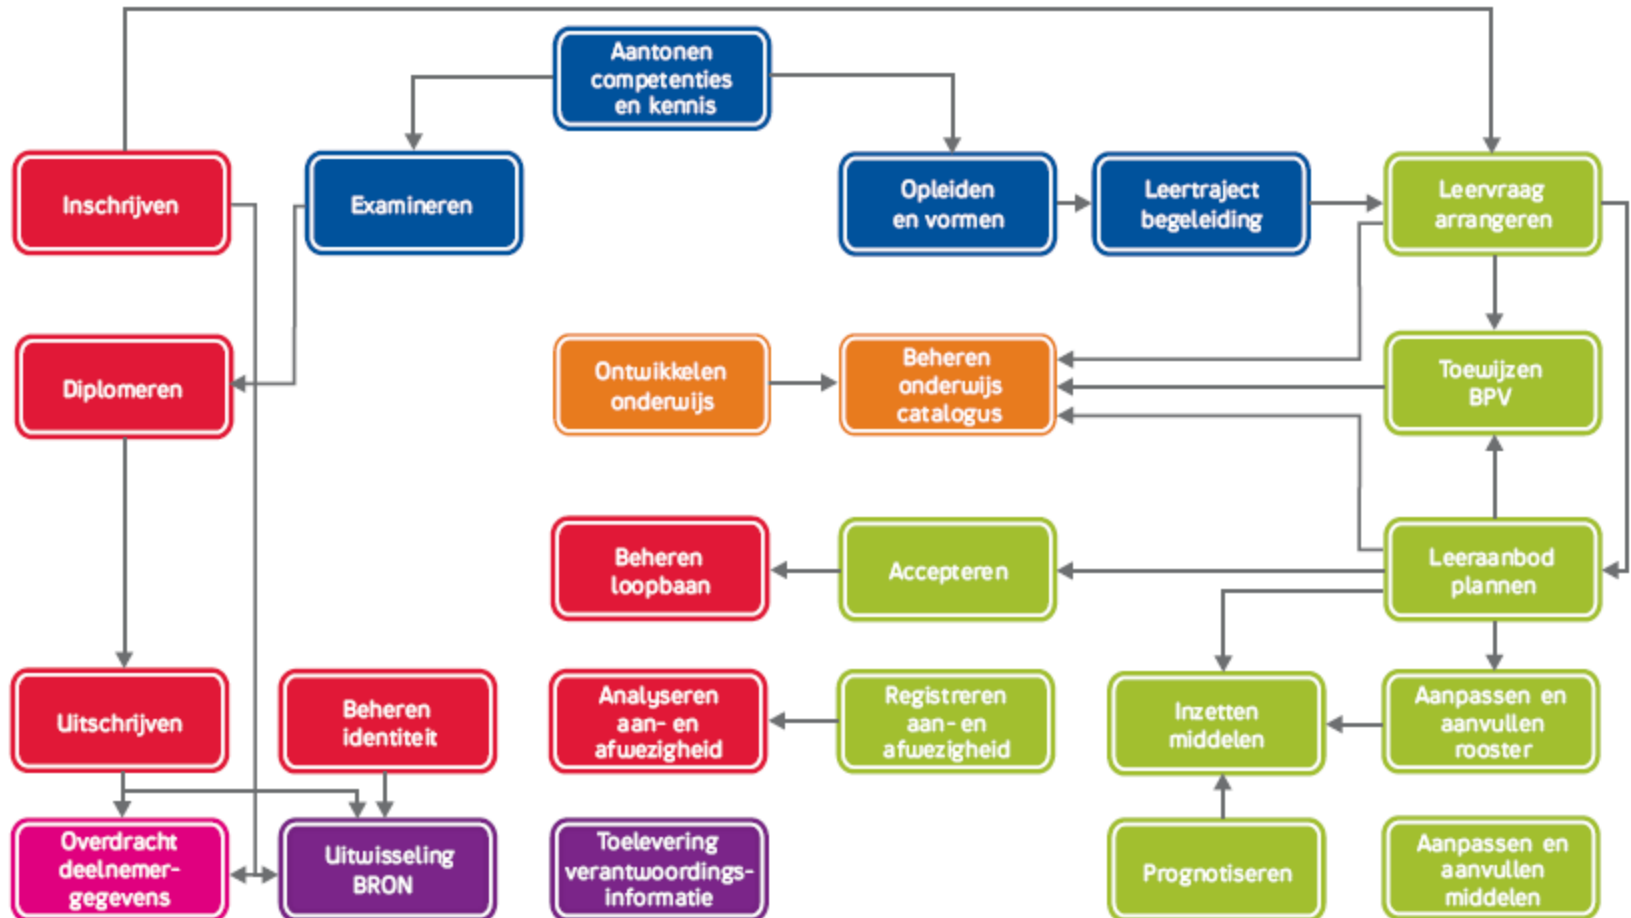 Aantonen
competenties
en kennis
Inschrijven
Examineren
Opleiden
en vormen
Leertraject
begeleiding
Leervraag
arrangeren
Diplomeren
Ontwikkelen
onderwijs
Beheren
onderwijs
catalogus
Toewijzen
BPV
Beheren
loopbaan
Accepteren
Leeraanbod
plannen
Uitschrijven
Beheren
identiteit
Analyseren
aan- en
afwezigheid
Registreren
aan- en
afwezigheid
Inzetten
middelen
Aanpassen en
aanvullen
rooster
Overdracht
deelnemer-
gegevens
Uitwisseling
BRON
Toelevering
verantwoordings-
informatie
Prognotiseren
Aanpassen en
aanvullen
middelen